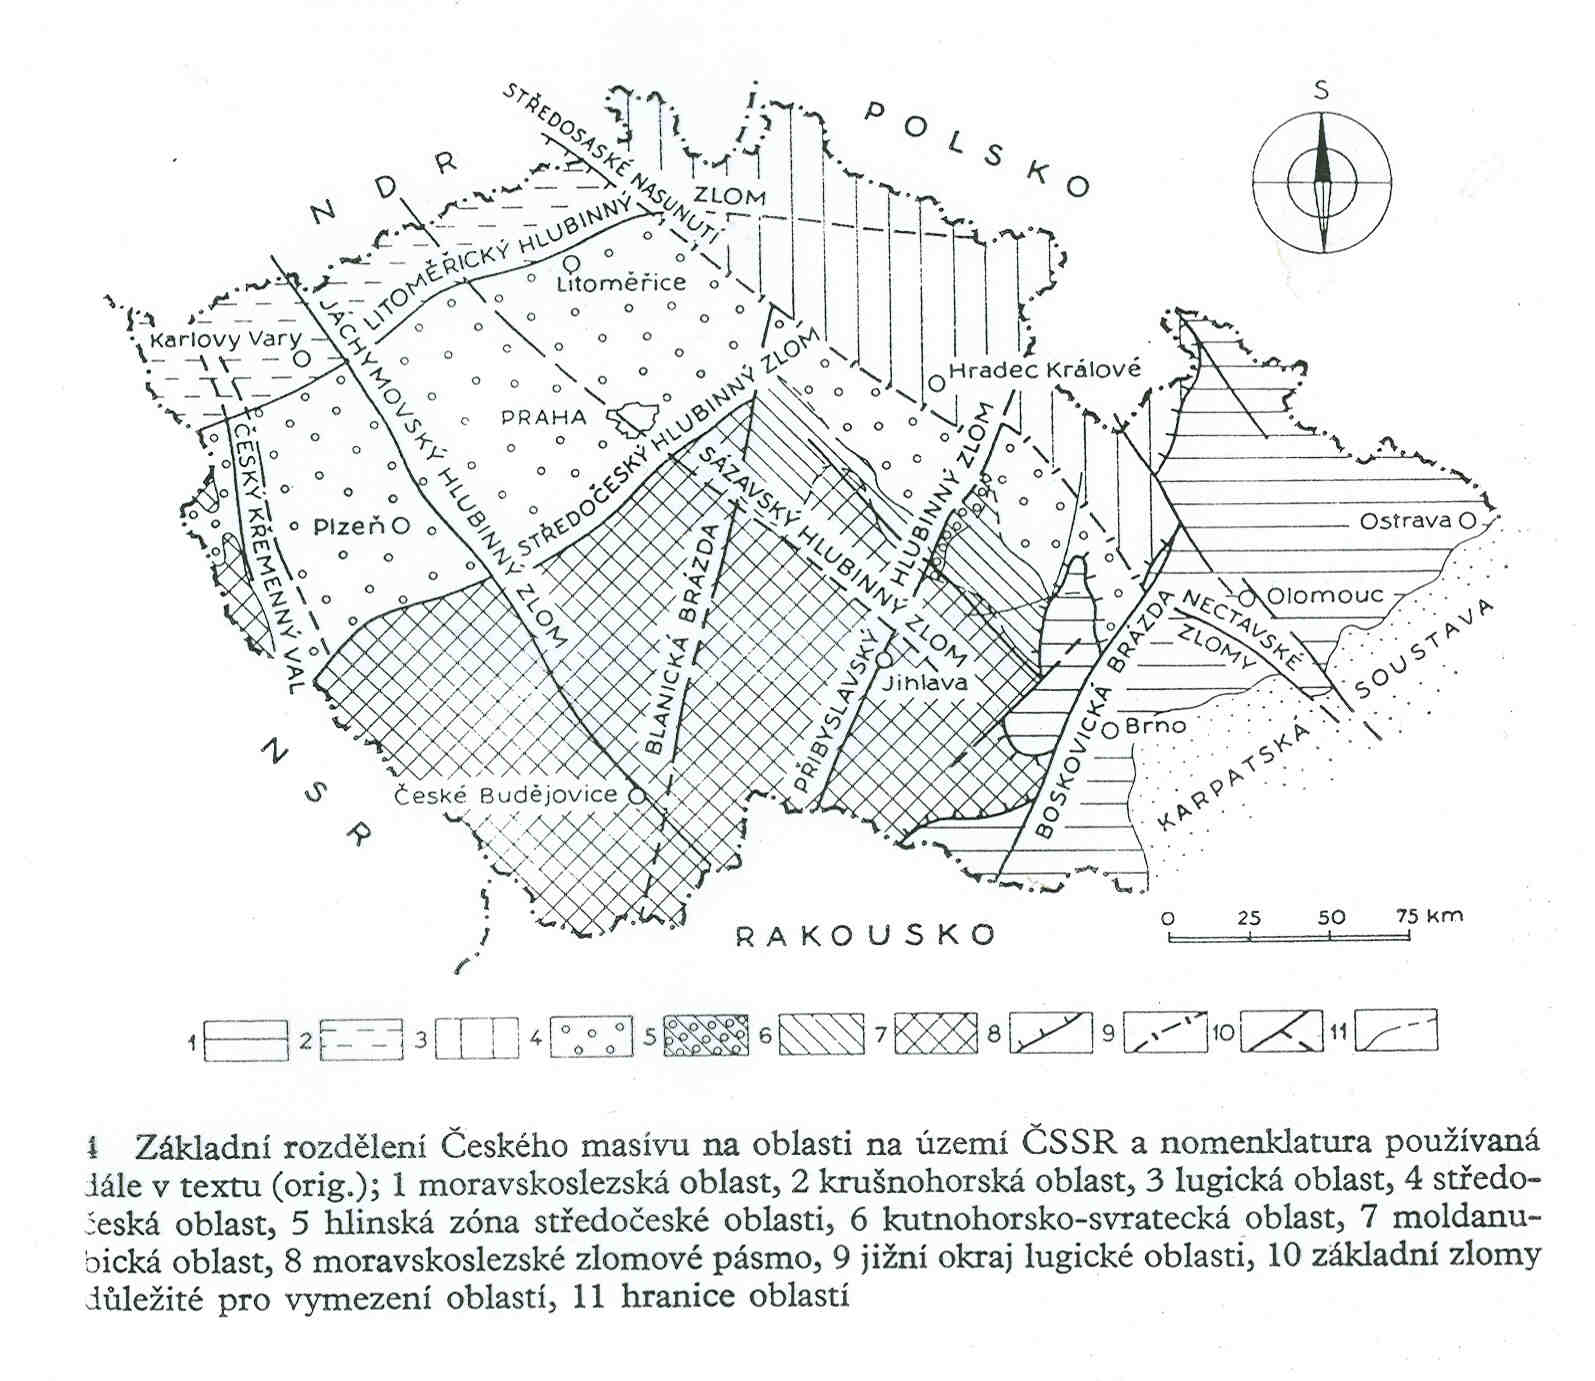 S
POLSKO
NDR
STŘEDOSASKÉ NASUNUTÍ
LITOMĚŘICKÝ HLUBINNÝ ZLOM
Litoměřice
Karlovy Vary
JÁCHYMOVSKÝ HLUBINNÝ ZLOM
Hradec Králové
PRAHA
STŘEDOČESKÝ HLUBINNÝ ZLOM
ČESKÝ KŘEMENNÝ VAL
Plzeň
SÁZAVSKÝ HLUBINNÝ ZLOM
PŘIBYSLAVSKÝ HLUBINNÝ ZLOM
BLANICKÁ BRÁZDA
Ostrava
Olomouc
NECTAVSKÉ
ZLOMY
BOSKOVICKÁ BRÁZDA
Jihlava
Brno
KARPATSKÁ SOUSTAVA
České Budějovice
NSR
RAKOUSKO
0 25 50 75 km
1 2 3 4 5 6 7 8 9 10 11
4 Základní rozdělení Českého masívu na oblasti na území ČSSR a nomenklatura používaná
dále v textu (orig.); 1 moravskoslezská oblast, 2 krušnohorská oblast, 3 lugická oblast, 4 středo-
česká oblast, 5 hlinská zóna středočeské oblasti, 6 kutnohorsko-svratecká oblast, 7 moldanu-
bická oblast, 8 moravskoslezské zlomové pásmo, 9 jižní okraj lugické oblasti, 10 základní zlomy
důležité pro vymezení oblastí, 11 hranice oblastí